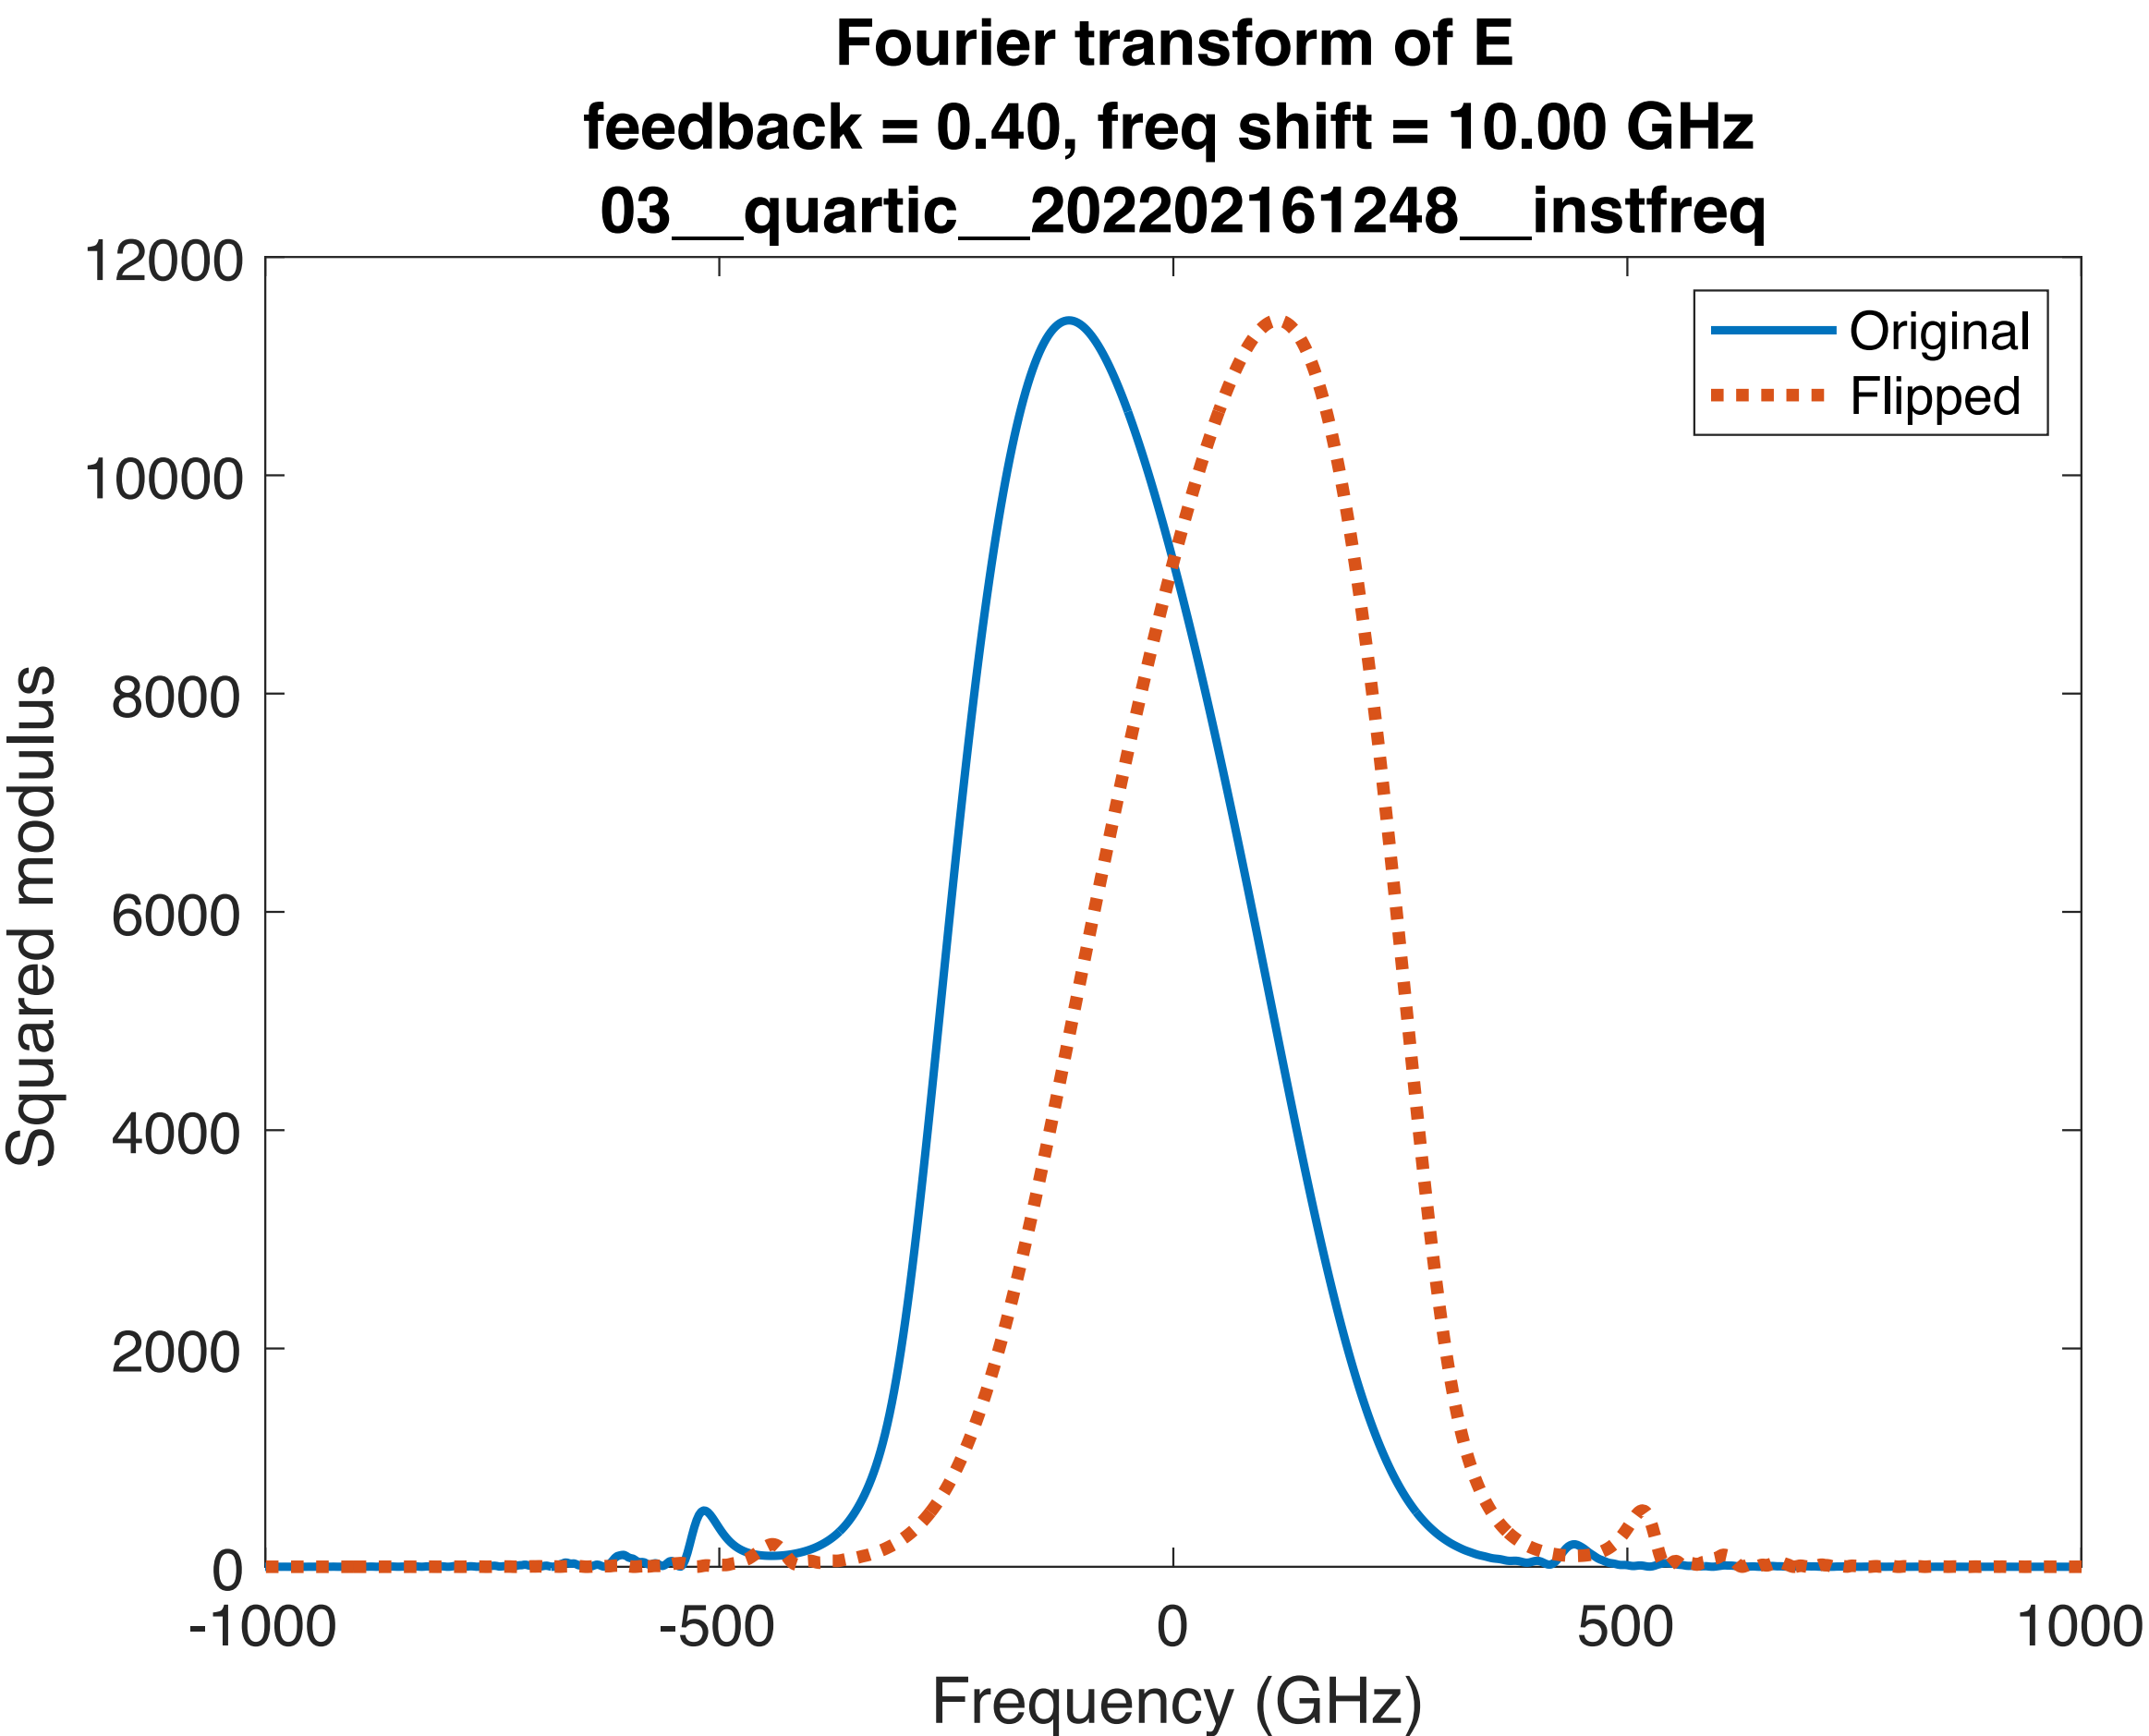 Fourier transform of E
feedback = 0.40, freq shift = 10.00 GHz
03__quartic__202202161248__instfreq
12000
10000
8000
6000
4000
2000
0
Squared modulus
Original
Flipped
-1000
-500
0
500
1000
Frequency (GHz)